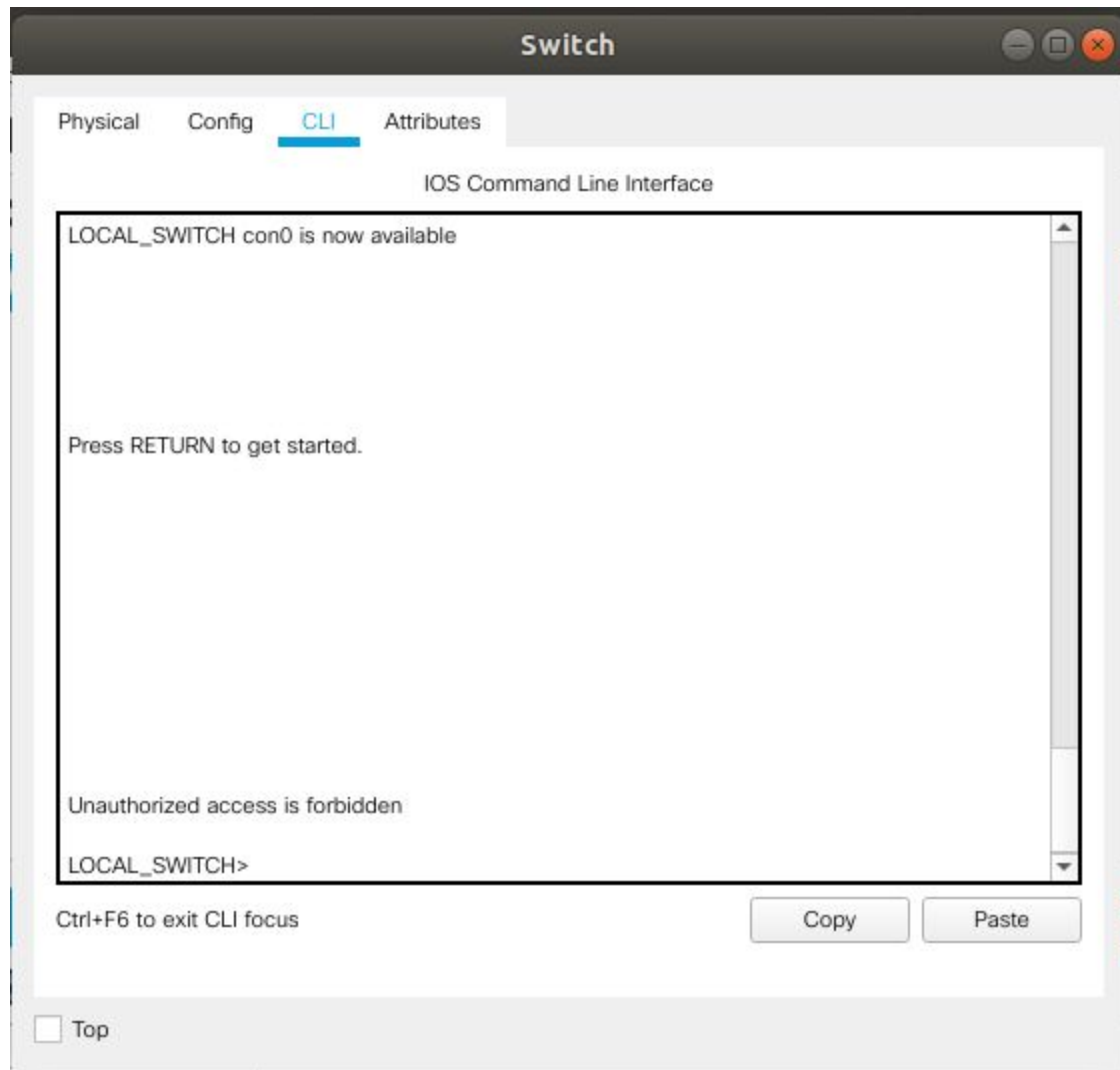 Switch
Physical Config CLI Attributes
IOS Command Line Interface
LOCAL_SWITCH con0 is now available
Press RETURN to get started.
Unauthorized access is forbidden
LOCAL_SWITCH>
Ctrl+F6 to exit CLI focus
Copy Paste
Top